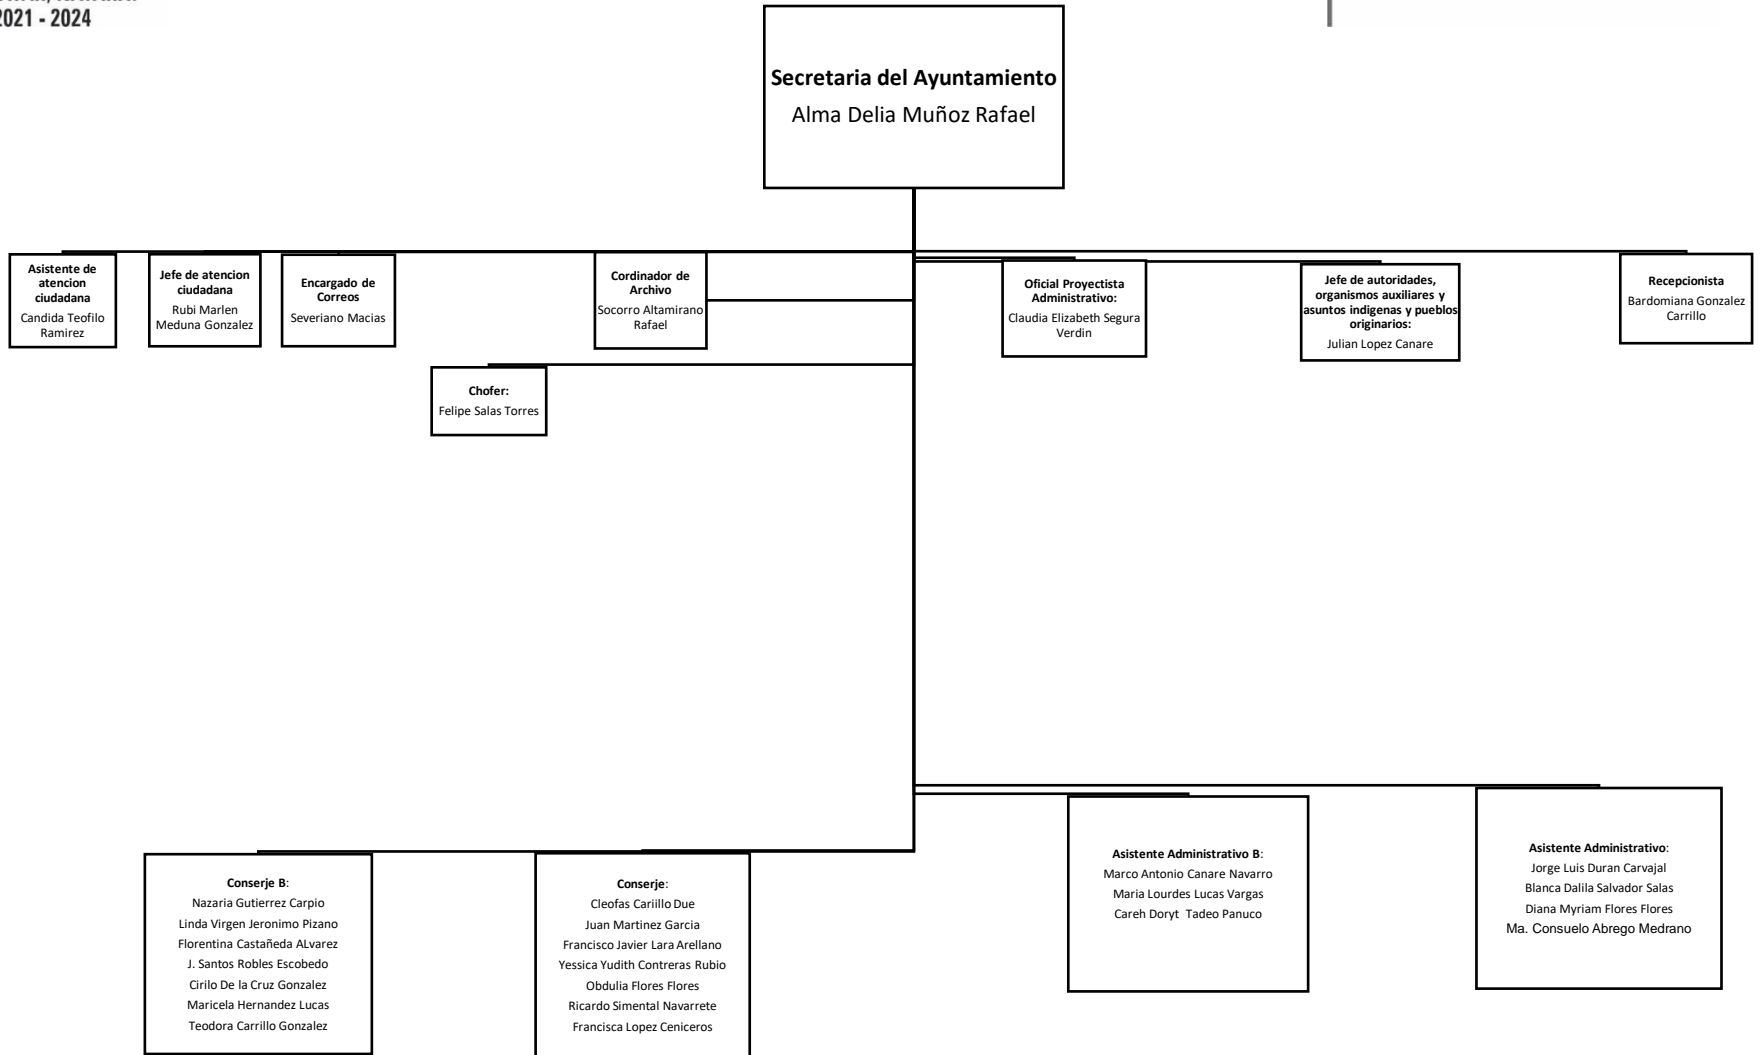 2021 - 2024
Secretaria del Ayuntamiento
Alma Delia Muñoz Rafael
Asistente de
atencion
ciudadana
Candida Teofilo
Ramirez
Jefe de atencion
ciudadana
Rubi Marlen
Meduna Gonzalez
Encargado de
Correos
Severiano Macias
Cordinador de
Archivo
Socorro Altamirano
Rafael
Oficial Proyectista
Administrativo:
Claudia Elizabeth Segura
Verdin
Jefe de autoridades,
organismos auxiliares y
asuntos indigenas y pueblos
originarios:
Julian Lopez Canare
Recepcionista
Bardomiana Gonzalez
Carrillo
Chofer:
Felipe Salas Torres
Conserje B:
Nazaria Gutierrez Carpio
Linda Virgen Jeronimo Pizano
Florentina Castañeda ALvarez
J. Santos Robles Escobedo
Cirilo De la Cruz Gonzalez
Maricela Hernandez Lucas
Teodora Carrillo Gonzalez
Conserje:
Cleofas Cariillo Due
Juan Martinez Garcia
Francisco Javier Lara Arellano
Yessica Yudith Contreras Rubio
Obdulia Flores Flores
Ricardo Simental Navarrete
Francisca Lopez Ceniceros
Asistente Administrativo B:
Marco Antonio Canare Navarro
Maria Lourdes Lucas Vargas
Careh Doryt Tadeo Panuco
Asistente Administrativo:
Jorge Luis Duran Carvajal
Blanca Dalila Salvador Salas
Diana Myriam Flores Flores
Ma. Consuelo Abrego Medrano